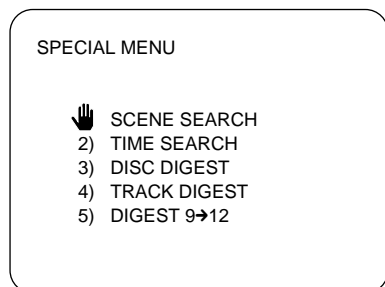 SPECIAL MENU
SCENE SEARCH
2) TIME SEARCH
3) DISC DIGEST
4) TRACK DIGEST
5) DIGEST 9→12